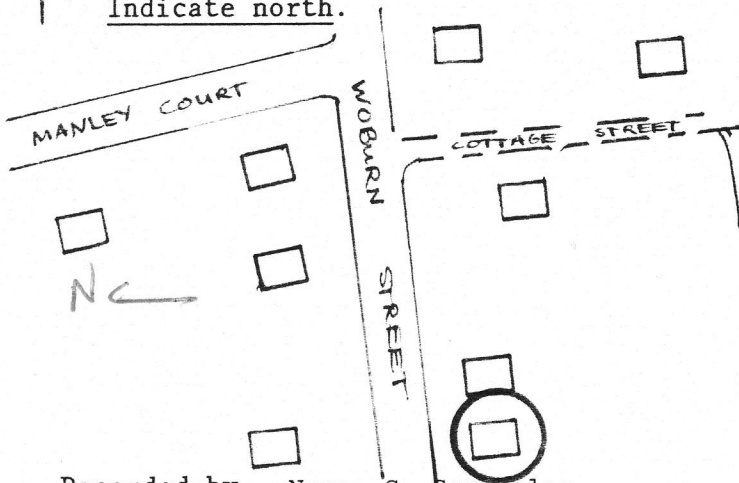 Indicate north.
MANLEY COURT
WOBURN STREET
COTTAGE STREET
N
Recorded by